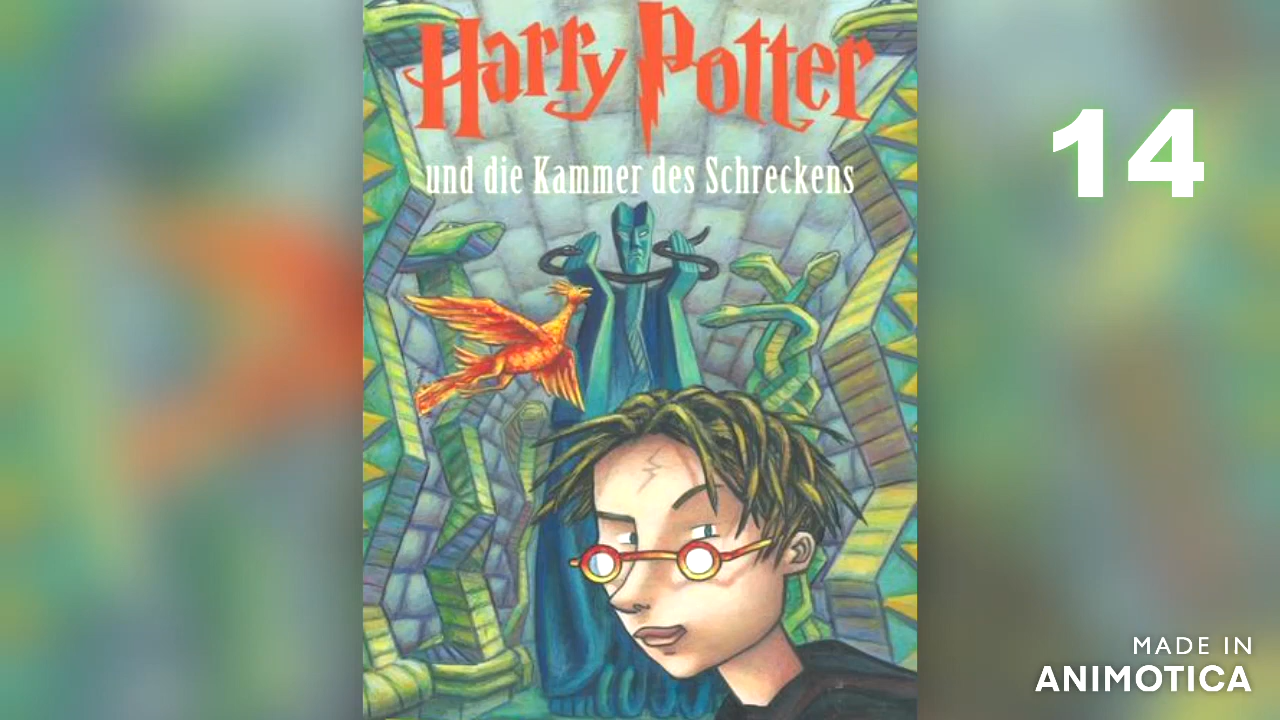 Harry Potter
und die Kammer des Schreckens
14
MADE IN
ANIMOTICA